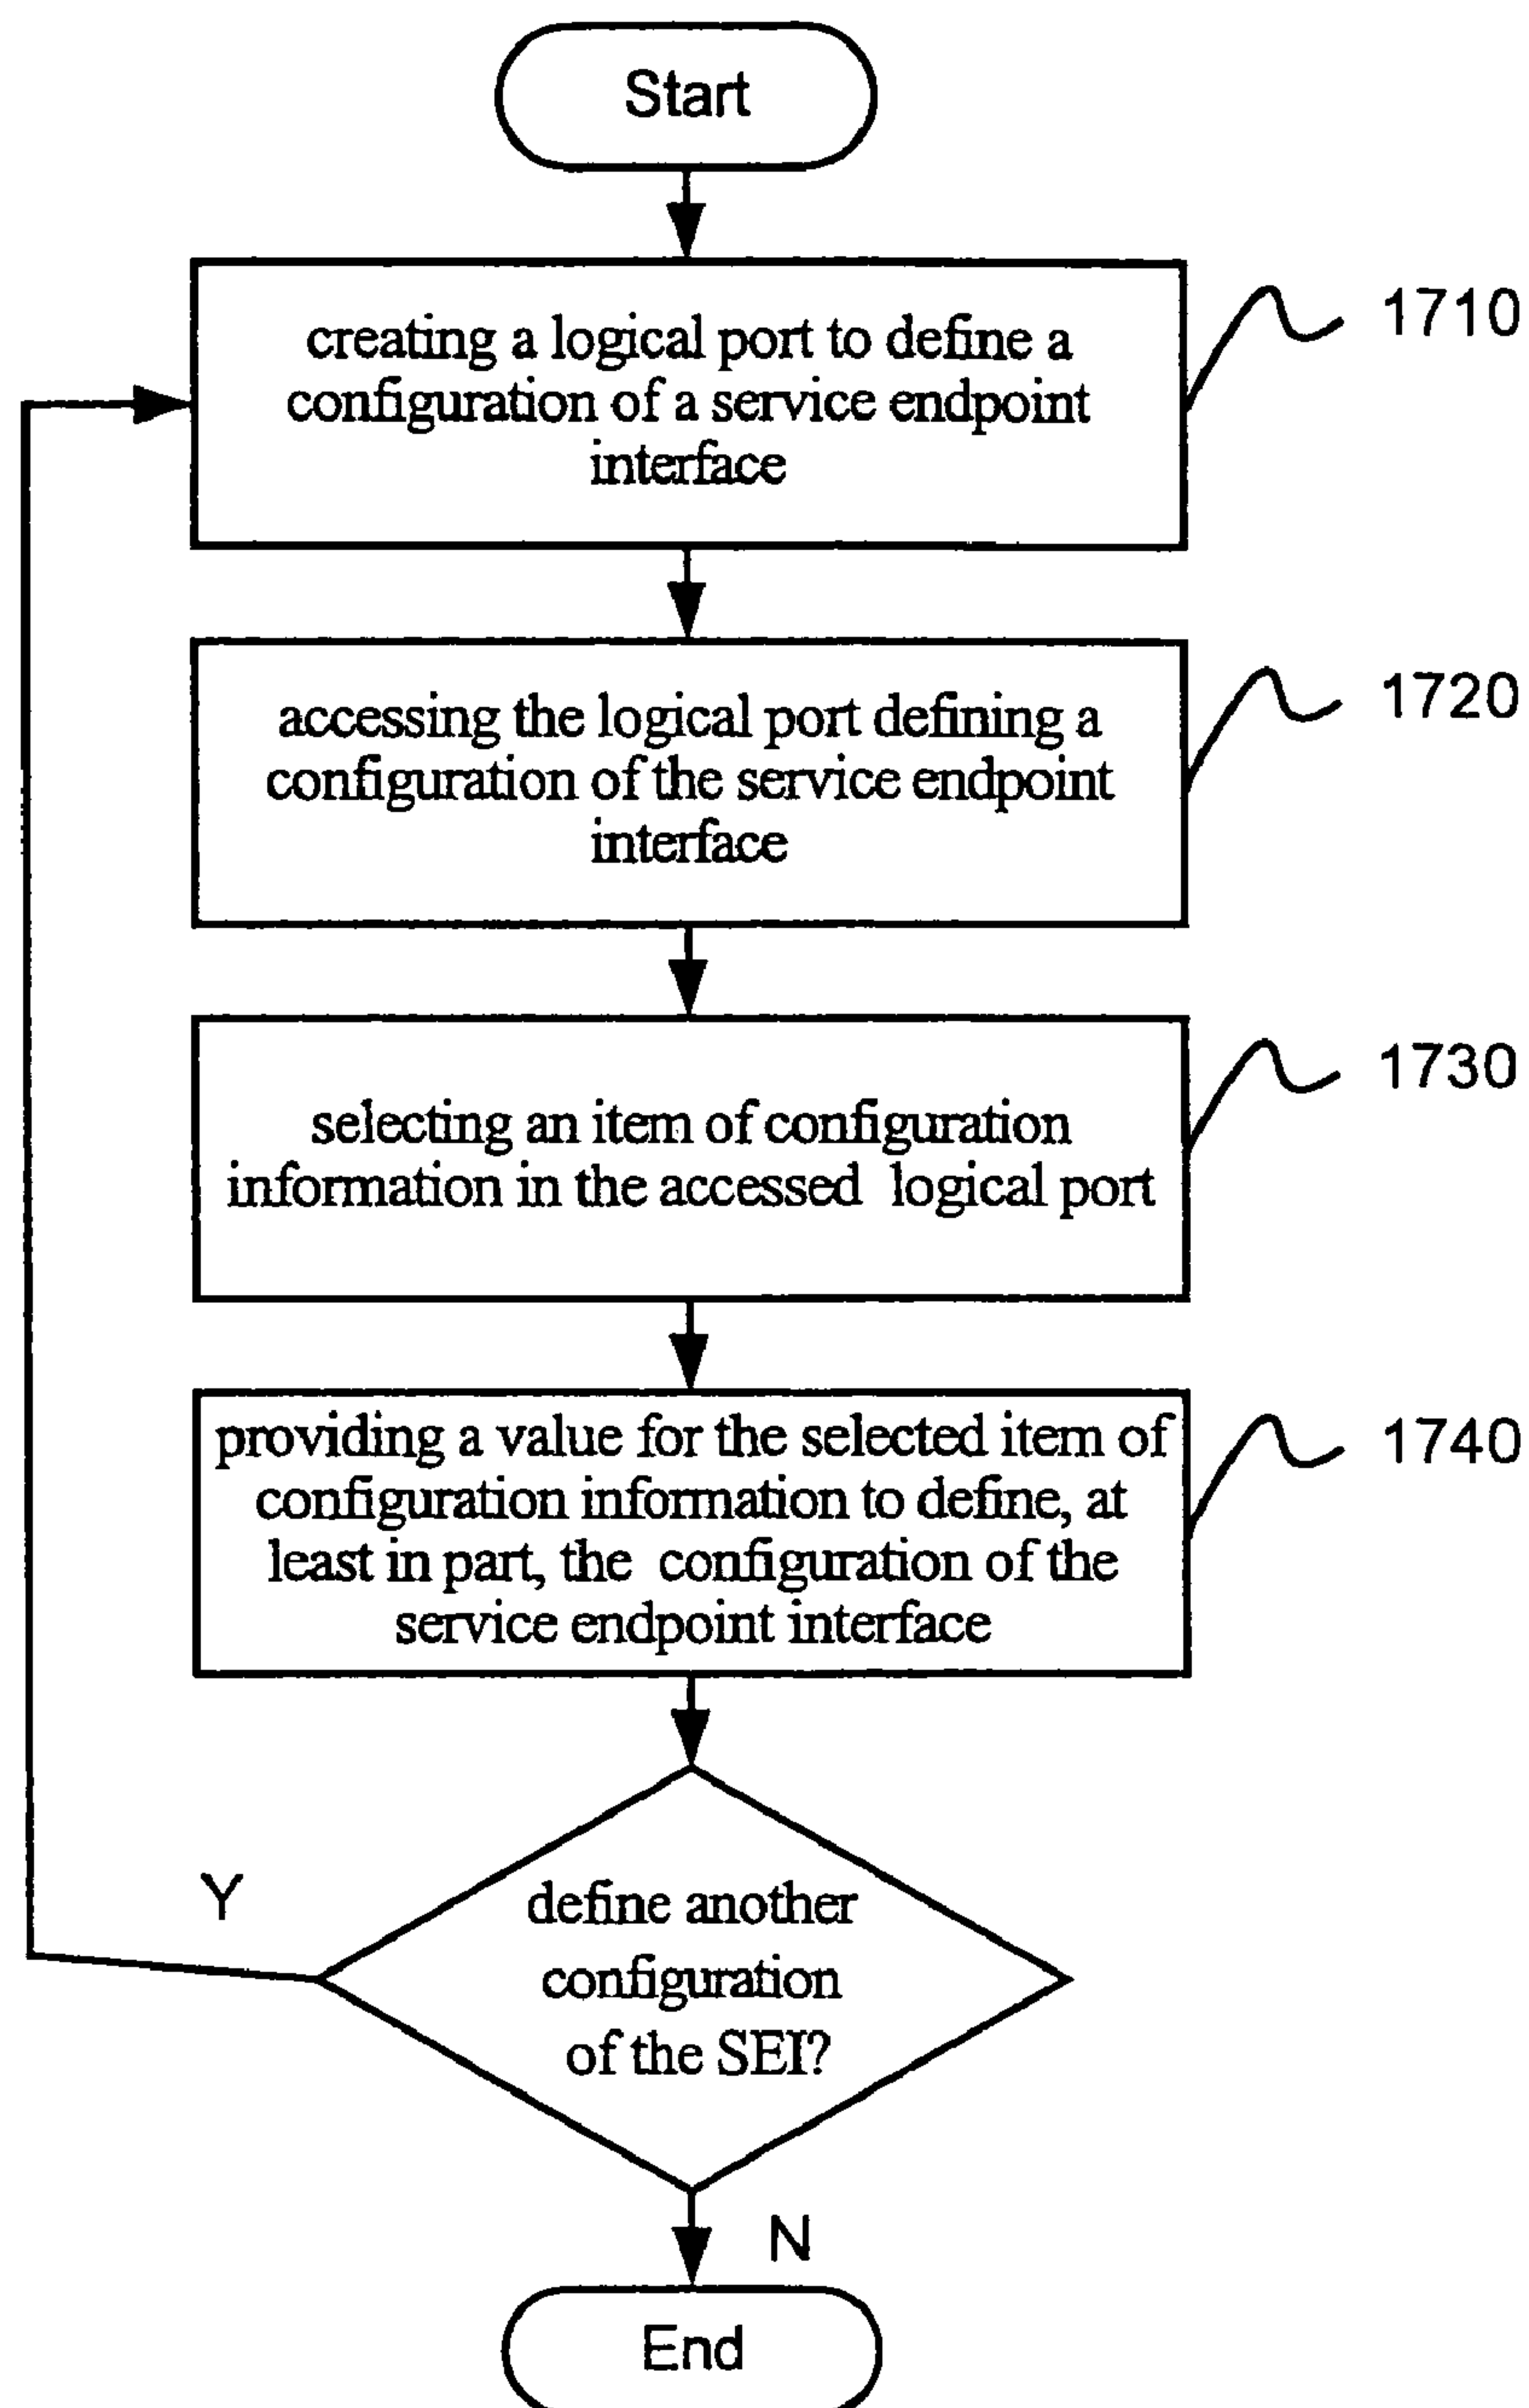 Start
creating a logical port to define a
configuration of a service endpoint
interface
1710
accessing the logical port defining a
configuration of the service endpoint
interface
1720
selecting an item of configuration
information in the accessed logical port
1730
providing a value for the selected item of
configuration information to define, at
least in part, the configuration of the
service endpoint interface
1740
define another
configuration
of the SEI?
Y
N
End